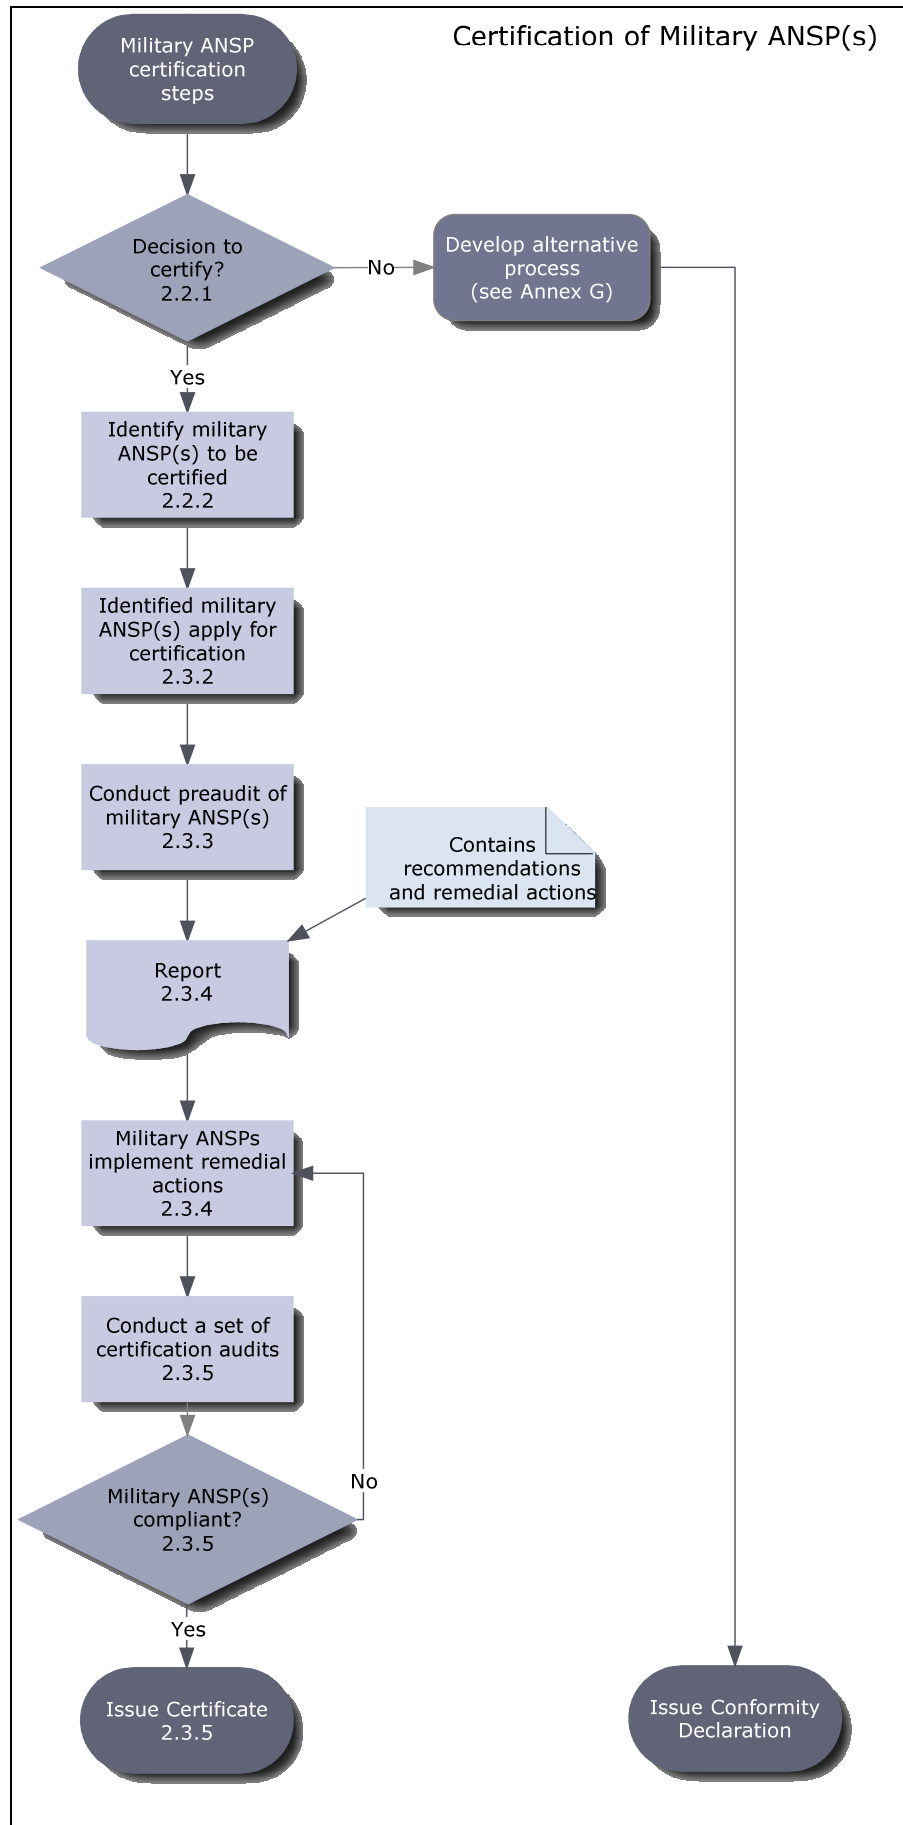 Certification of Military ANSP(s)
Military ANSP
certification
steps
Decision to
certify?
2.2.1
No
Develop alternative
process
(see Annex G)
Yes
Identify military
ANSP(s) to be
certified
2.2.2
Identified military
ANSP(s) apply for
certification
2.3.2
Conduct preaudit of
military ANSP(s)
2.3.3
Contains
recommendations
and remedial actions
Report
2.3.4
Military ANSPs
implement remedial
actions
2.3.4
Conduct a set of
certification audits
2.3.5
No
Military ANSP(s)
compliant?
2.3.5
Yes
Issue Certificate
2.3.5
Issue Conformity
Declaration